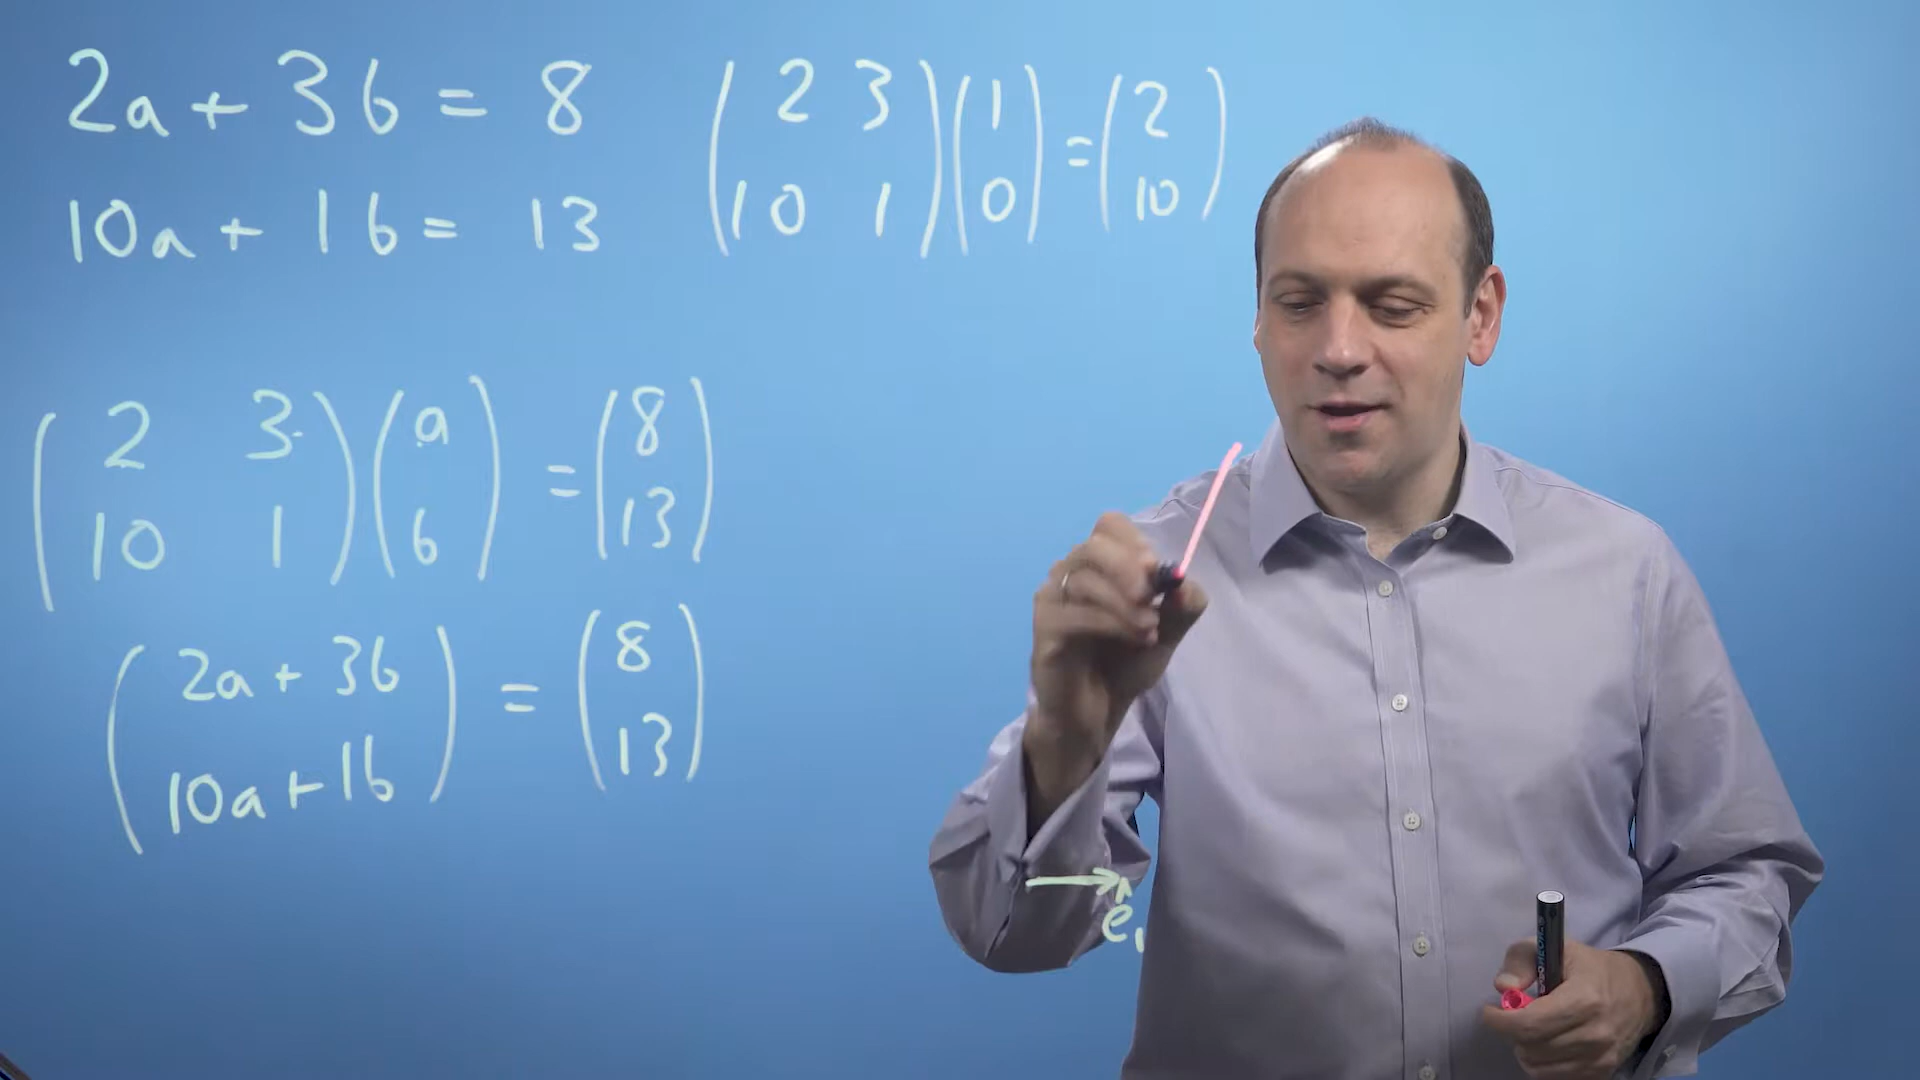 2a + 3b = 8
10a + 1b = 13
(2 3
10 1)(1
0) = (2
10)
(2 3
10 1)(a
b) = (8
13)
(2a + 3b
10a + 1b) = (8
13)
ê₁